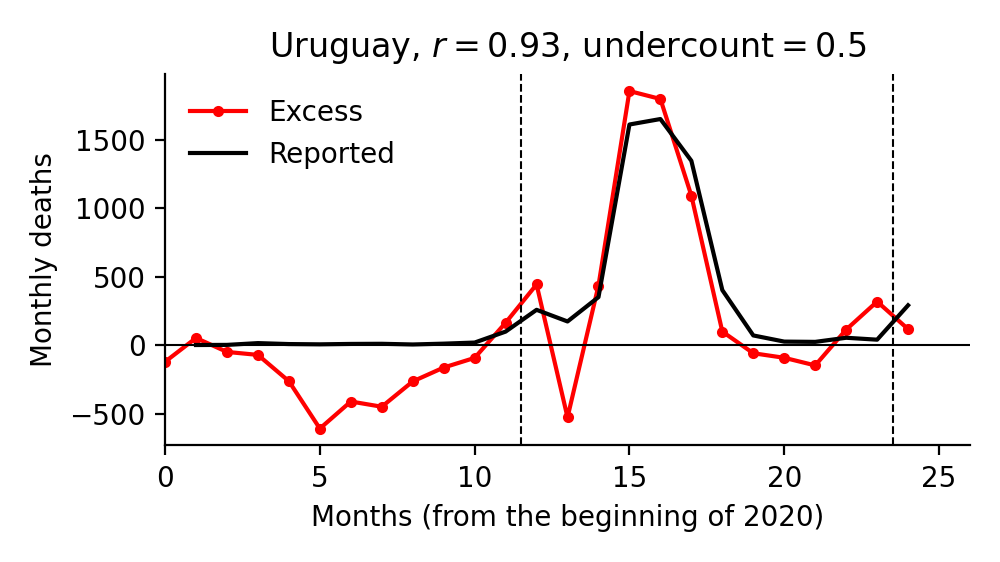 Uruguay, r = 0.93, undercount = 0.5
Excess
Reported
Monthly deaths
1500
1000
500
0
−500
0 5 10 15 20 25
Months (from the beginning of 2020)